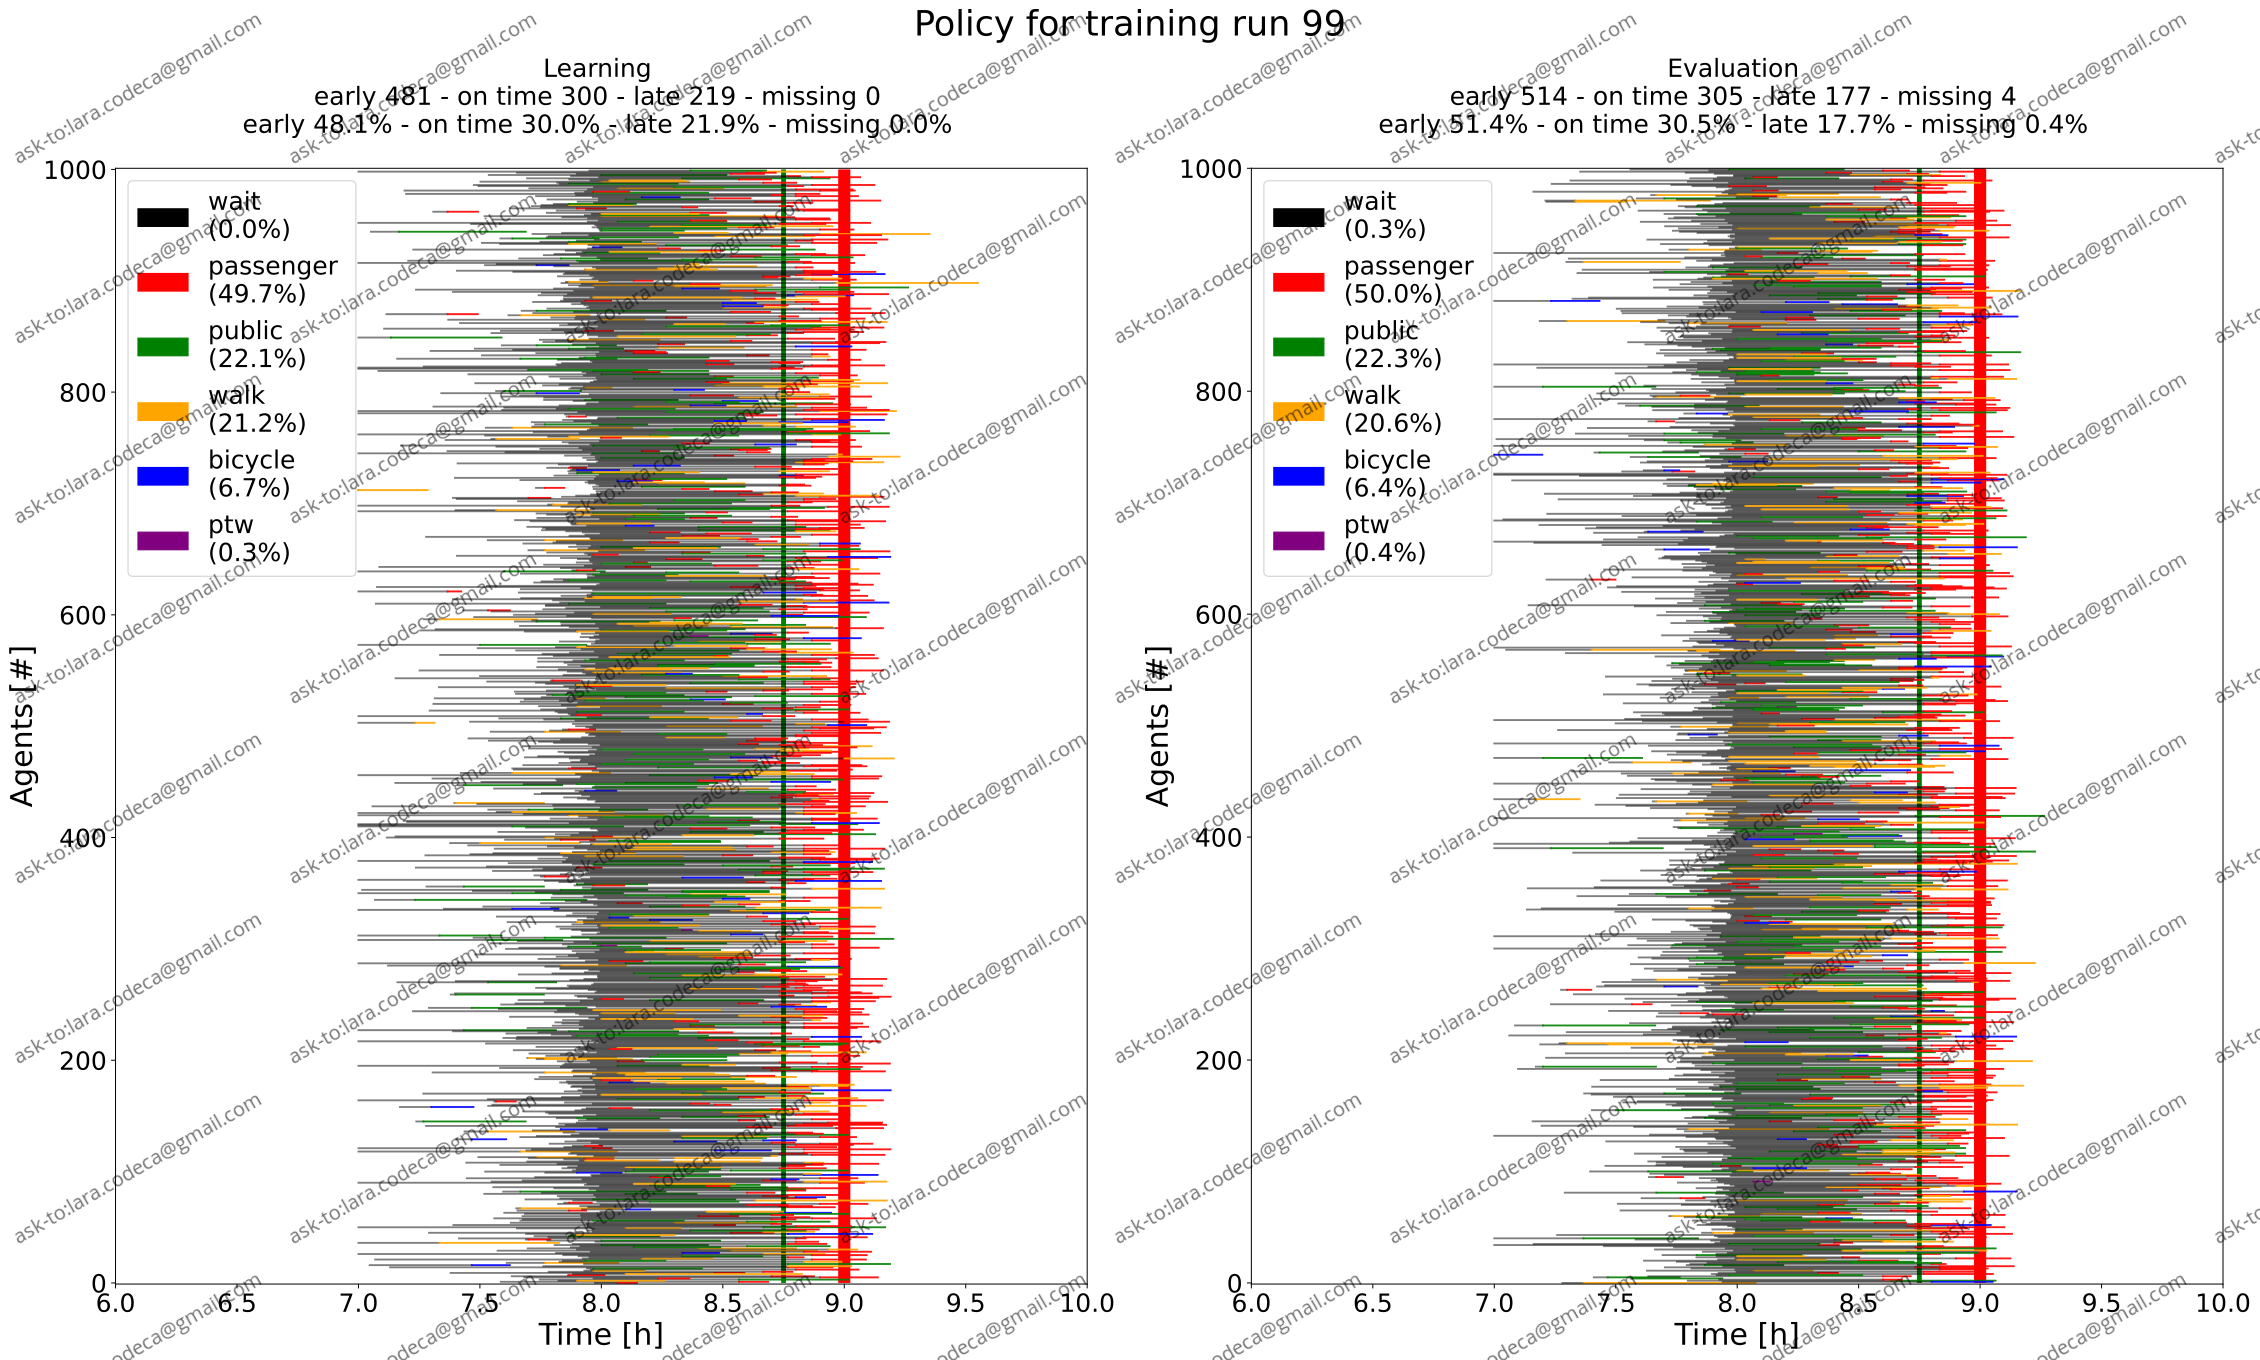 Policy for training run 99
Learning
early 481 - on time 300 - late 219 - missing 0
early 48.1% - on time 30.0% - late 21.9% - missing 0.0%
1000
800
600
400
200
0
Agents [#]
wait
(0.0%)
passenger
(49.7%)
public
(22.1%)
walk
(21.2%)
bicycle
(6.7%)
ptw
(0.3%)
6.0 6.5 7.0 7.5 8.0 8.5 9.0 9.5 10.0
Time [h]
Evaluation
early 514 - on time 305 - late 177 - missing 4
early 51.4% - on time 30.5% - late 17.7% - missing 0.4%
1000
800
600
400
200
0
Agents [#]
wait
(0.3%)
passenger
(50.0%)
public
(22.3%)
walk
(20.6%)
bicycle
(6.4%)
ptw
(0.4%)
6.0 6.5 7.0 7.5 8.0 8.5 9.0 9.5 10.0
Time [h]
ask-to:lara.codeca@gmail.com